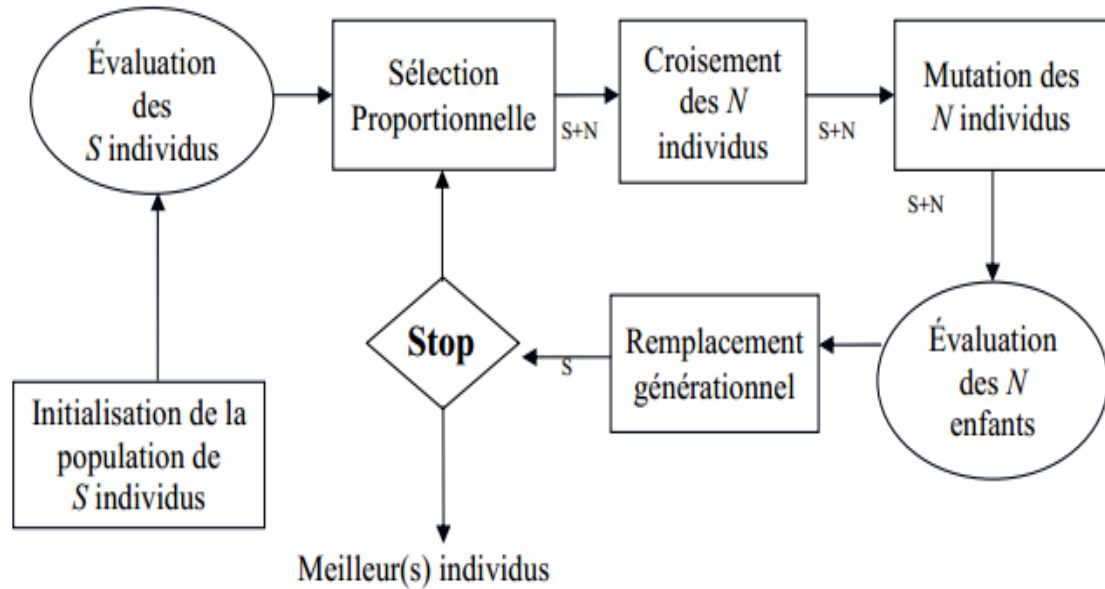 Évaluation
des
S individus
Sélection
Proportionnelle
S+N
Croisement
des N
individus
S+N
Mutation des
N individus
S+N
Évaluation
des N
enfants
Remplacement
générationnel
S
Stop
Initialisation de la
population de
S individus
Meilleur(s) individus